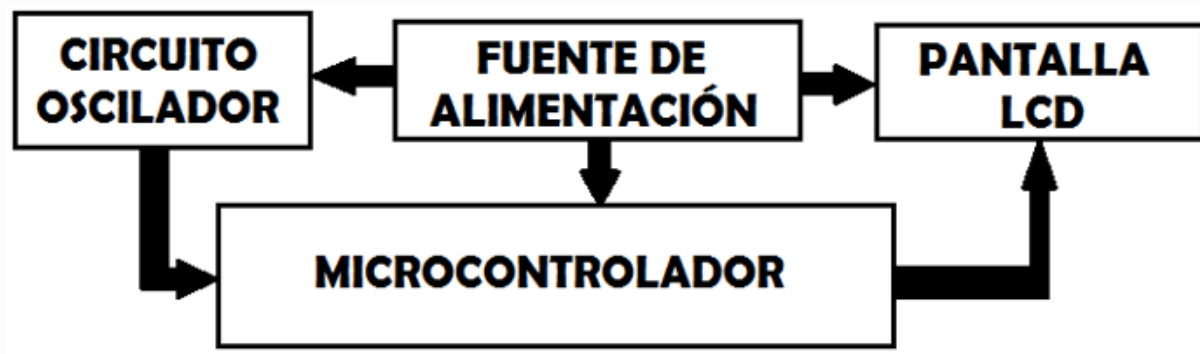 CIRCUITO
OSCILADOR
FUENTE DE
ALIMENTACIÓN
PANTALLA
LCD
MICROCONTROLADOR